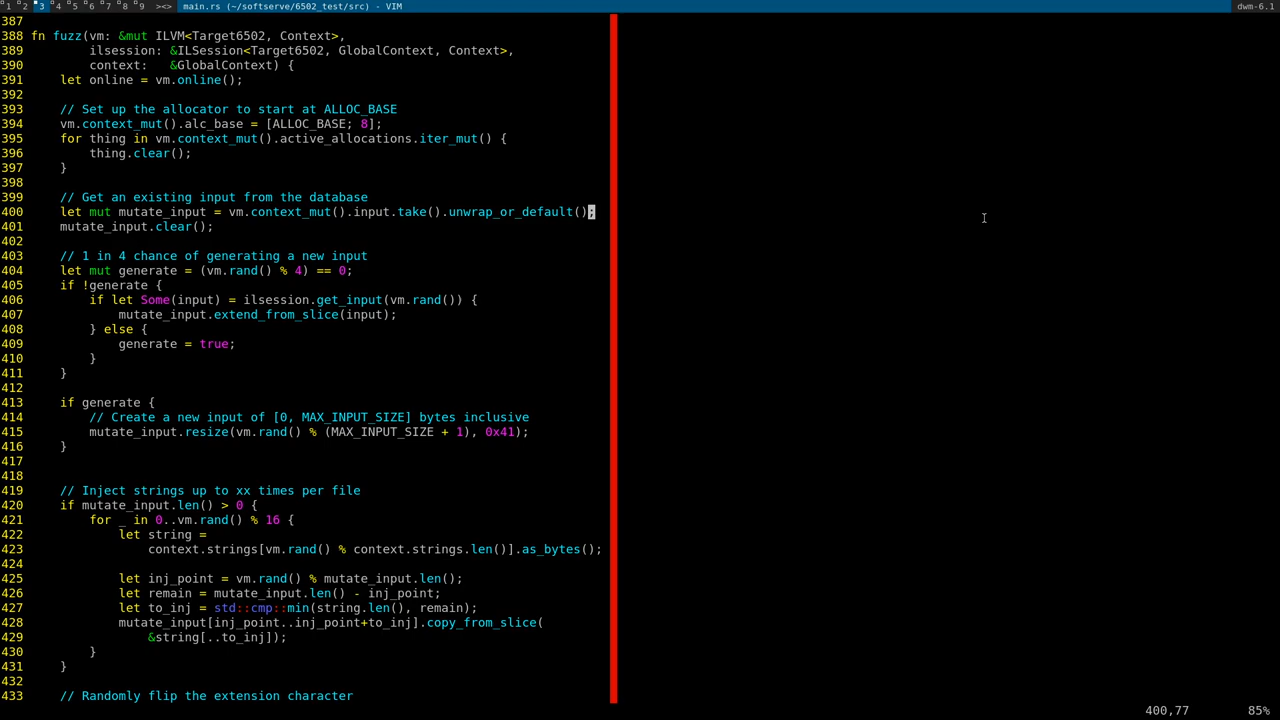 1 2 3 4 5 6 7 8 9 ><> main.rs (~/softserve/6502_test/src) - VIM dwm-6.1
387
388 fn fuzz(vm: &mut ILVM<Target6502, Context>,
389         ilsession: &ILSession<Target6502, GlobalContext, Context>,
390         context:   &GlobalContext) {
391     let online = vm.online();
392
393     // Set up the allocator to start at ALLOC_BASE
394     vm.context_mut().alc_base = [ALLOC_BASE; 8];
395     for thing in vm.context_mut().active_allocations.iter_mut() {
396         thing.clear();
397     }
398
399     // Get an existing input from the database
400     let mut mutate_input = vm.context_mut().input.take().unwrap_or_default();
401     mutate_input.clear();
402
403     // 1 in 4 chance of generating a new input
404     let mut generate = (vm.rand() % 4) == 0;
405     if !generate {
406         if let Some(input) = ilsession.get_input(vm.rand()) {
407             mutate_input.extend_from_slice(input);
408         } else {
409             generate = true;
410         }
411     }
412
413     if generate {
414         // Create a new input of [0, MAX_INPUT_SIZE] bytes inclusive
415         mutate_input.resize(vm.rand() % (MAX_INPUT_SIZE + 1), 0x41);
416     }
417
418
419     // Inject strings up to xx times per file
420     if mutate_input.len() > 0 {
421         for _ in 0..vm.rand() % 16 {
422             let string =
423                 context.strings[vm.rand() % context.strings.len()].as_bytes();
424
425             let inj_point = vm.rand() % mutate_input.len();
426             let remain = mutate_input.len() - inj_point;
427             let to_inj = std::cmp::min(string.len(), remain);
428             mutate_input[inj_point..inj_point+to_inj].copy_from_slice(
429                 &string[..to_inj]);
430         }
431     }
432
433     // Randomly flip the extension character
400,77 85%